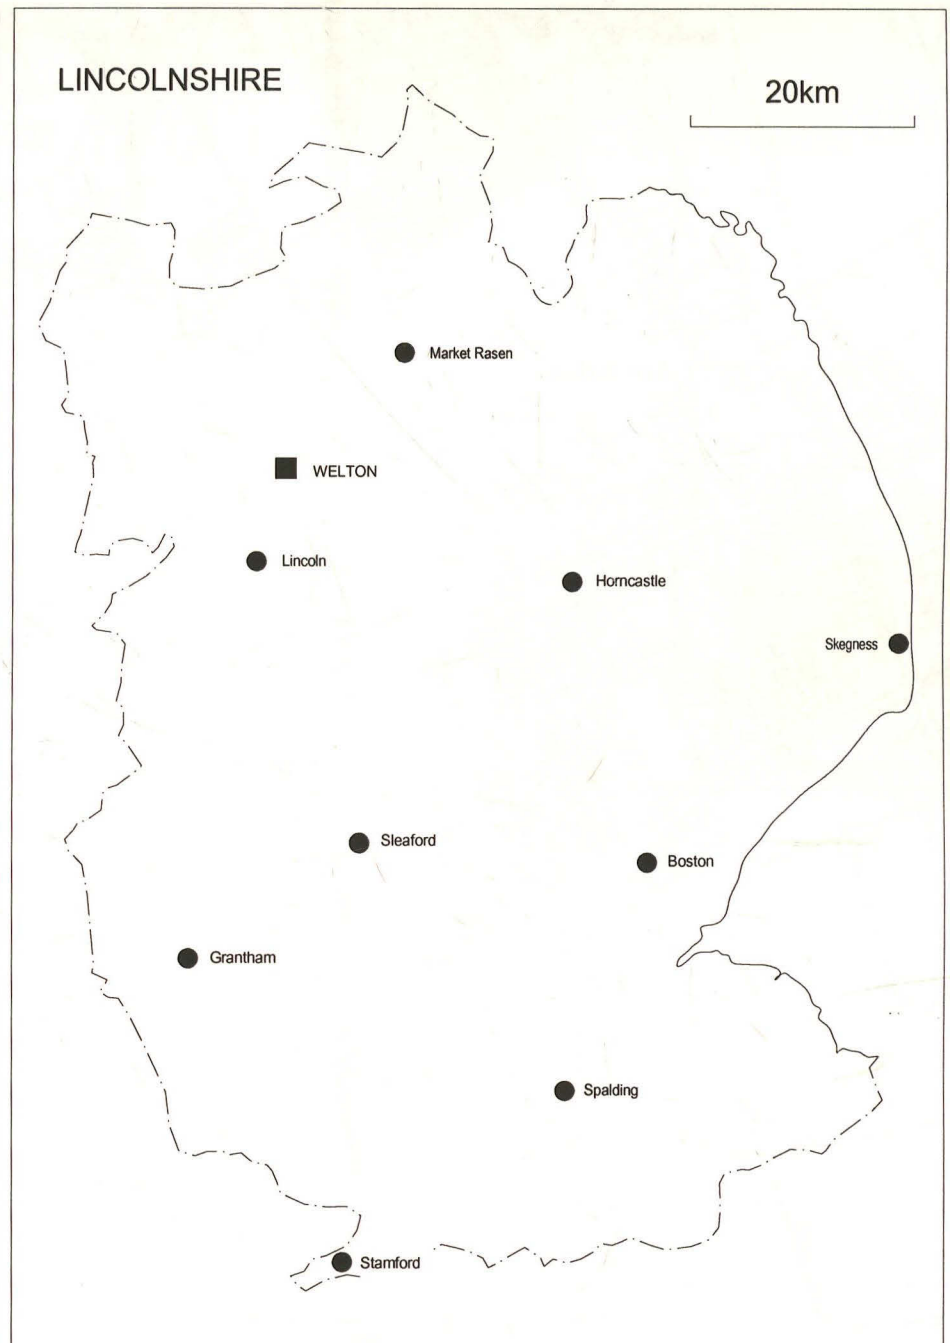 LINCOLNSHIRE
20km
Market Rasen
WELTON
Lincoln
Horncastle
Skegness
Sleaford
Boston
Grantham
Spalding
Stamford